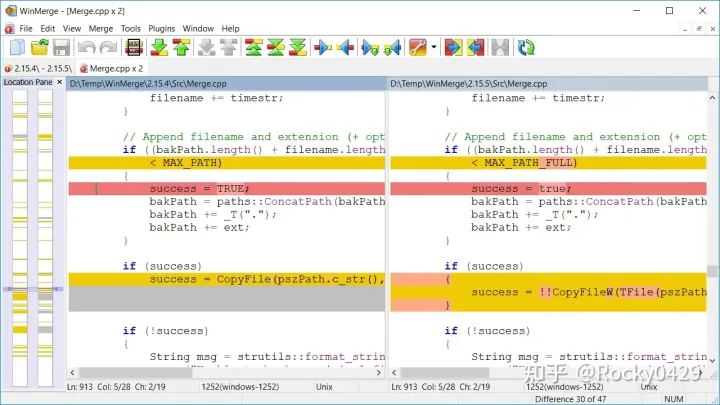 WinMerge - [Merge.cpp x 2]
File Edit View Merge Tools Plugins Window Help
2.15.4\ - 2.15.5\ Merge.cpp x 2
Location Pane
D:\Temp\WinMerge\2.15.4\Src\Merge.cpp
filename += timestr;
}
// Append filename and extension (+ opt
if ((bakPath.length() + filename.length
< MAX_PATH)
{
success = TRUE;
bakPath = paths::ConcatPath(bakPath
bakPath += _T(".");
bakPath += ext;
}
if (success)
success = CopyFile(pszPath.c_str(),
if (!success)
{
String msg = strutils::format_strin
Ln: 913 Col: 5/28 Ch: 2/19 1252(windows-1252) Unix
D:\Temp\WinMerge\2.15.5\Src\Merge.cpp
filename += timestr;
}
// Append filename and extension (+ opt
if ((bakPath.length() + filename.length
< MAX_PATH_FULL)
{
success = true;
bakPath = paths::ConcatPath(bakPath
bakPath += _T(".");
bakPath += ext;
}
if (success)
{
success = !!CopyFileW(TFile(pszPath
}
if (!success)
{
String msg = strutils::format_strin
Ln: 913 Col: 5/28 Ch: 2/19 1252(windows-1252) Unix
Difference 30 of 47 NUM
知乎 @Rocky0429